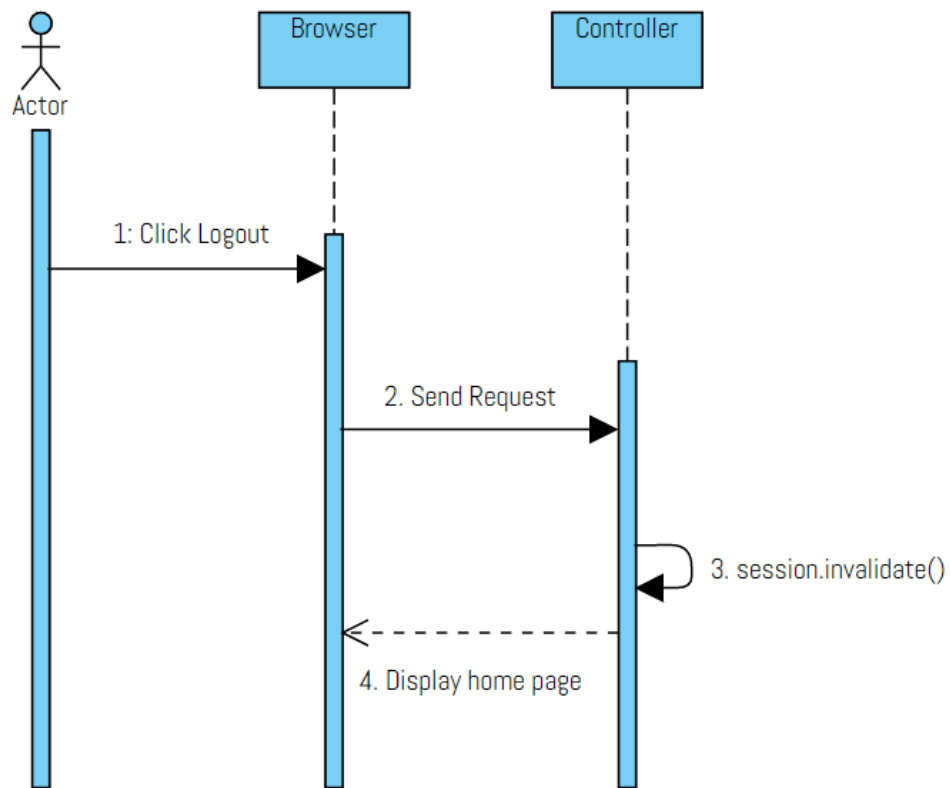 Browser
Controller
Actor
1: Click Logout
2. Send Request
3. session.invalidate()
4. Display home page